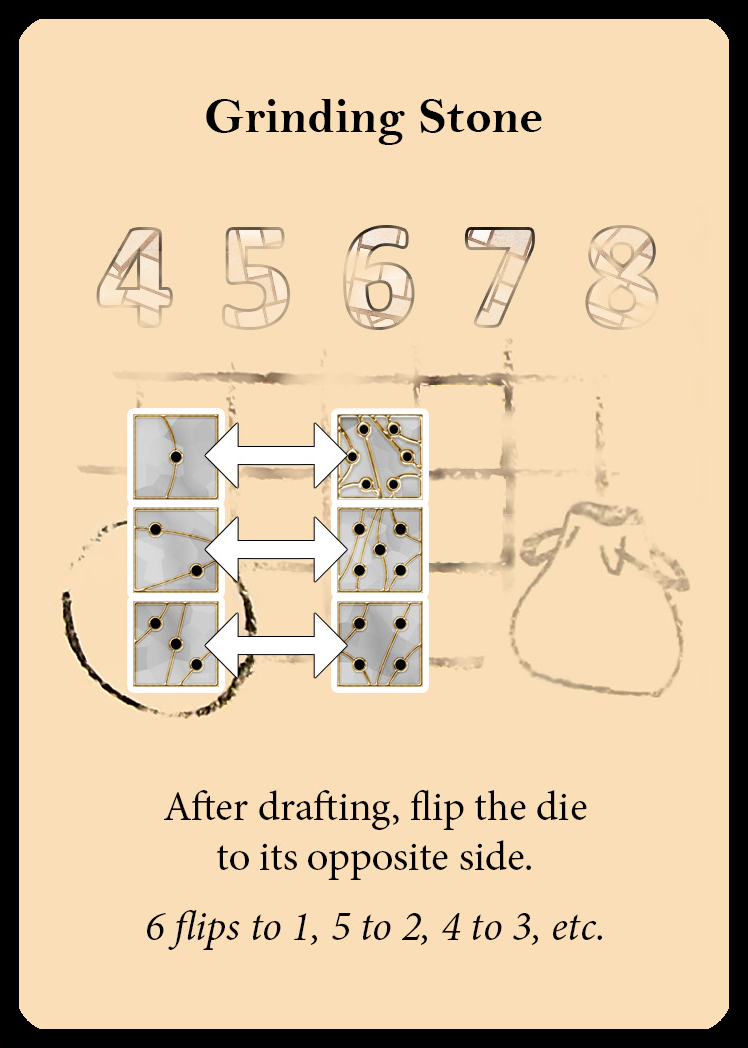 Grinding Stone
4 5 6 7 8
After drafting, flip the die
to its opposite side.
6 flips to 1, 5 to 2, 4 to 3, etc.